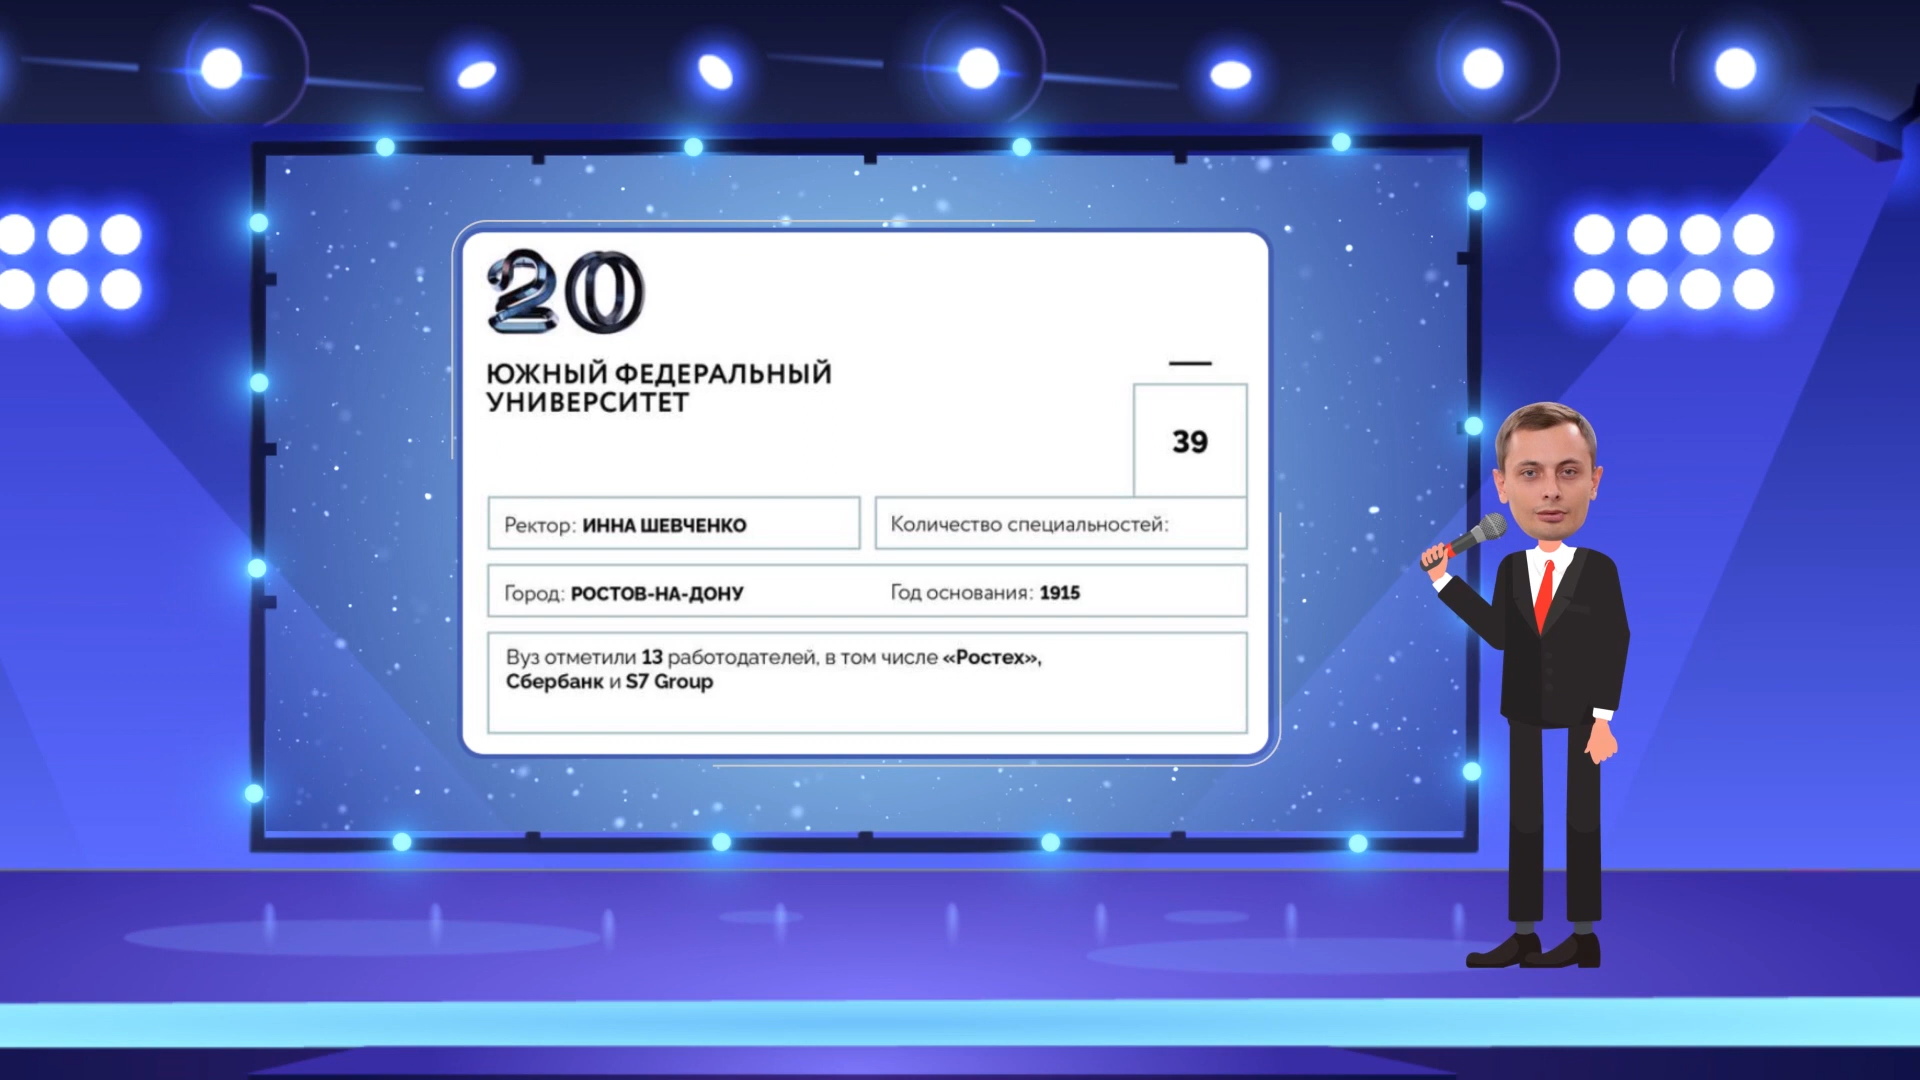 20
ЮЖНЫЙ ФЕДЕРАЛЬНЫЙ
УНИВЕРСИТЕТ
39
Ректор: ИННА ШЕВЧЕНКО
Количество специальностей:
Город: РОСТОВ-НА-ДОНУ
Год основания: 1915
Вуз отметили 13 работодателей, в том числе «Ростех»,
Сбербанк и S7 Group